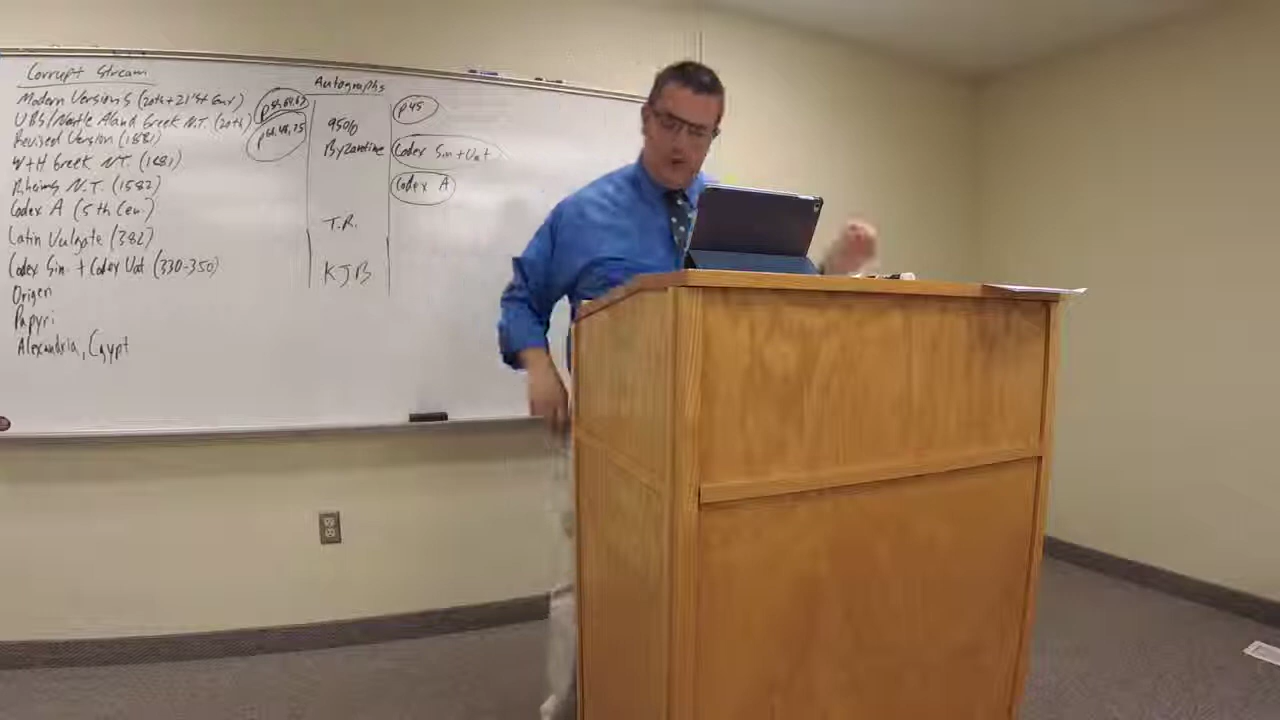 Corrupt Stream
Modern Versions (20th + 21st Cent)
UBS/Nestle Aland Greek N.T. (20th)
Revised Version (1881)
W+H Greek N.T. (1881)
Rheims N.T. (1582)
Codex A (5th Cen.)
Latin Vulgate (382)
Codex Sin. + Codex Vat (330-350)
Origen
Papyri
Alexandria, Egypt
Autographs
95%
Byzantine
T.R.
KJB
P45
Codex Sin + Vat
Codex A